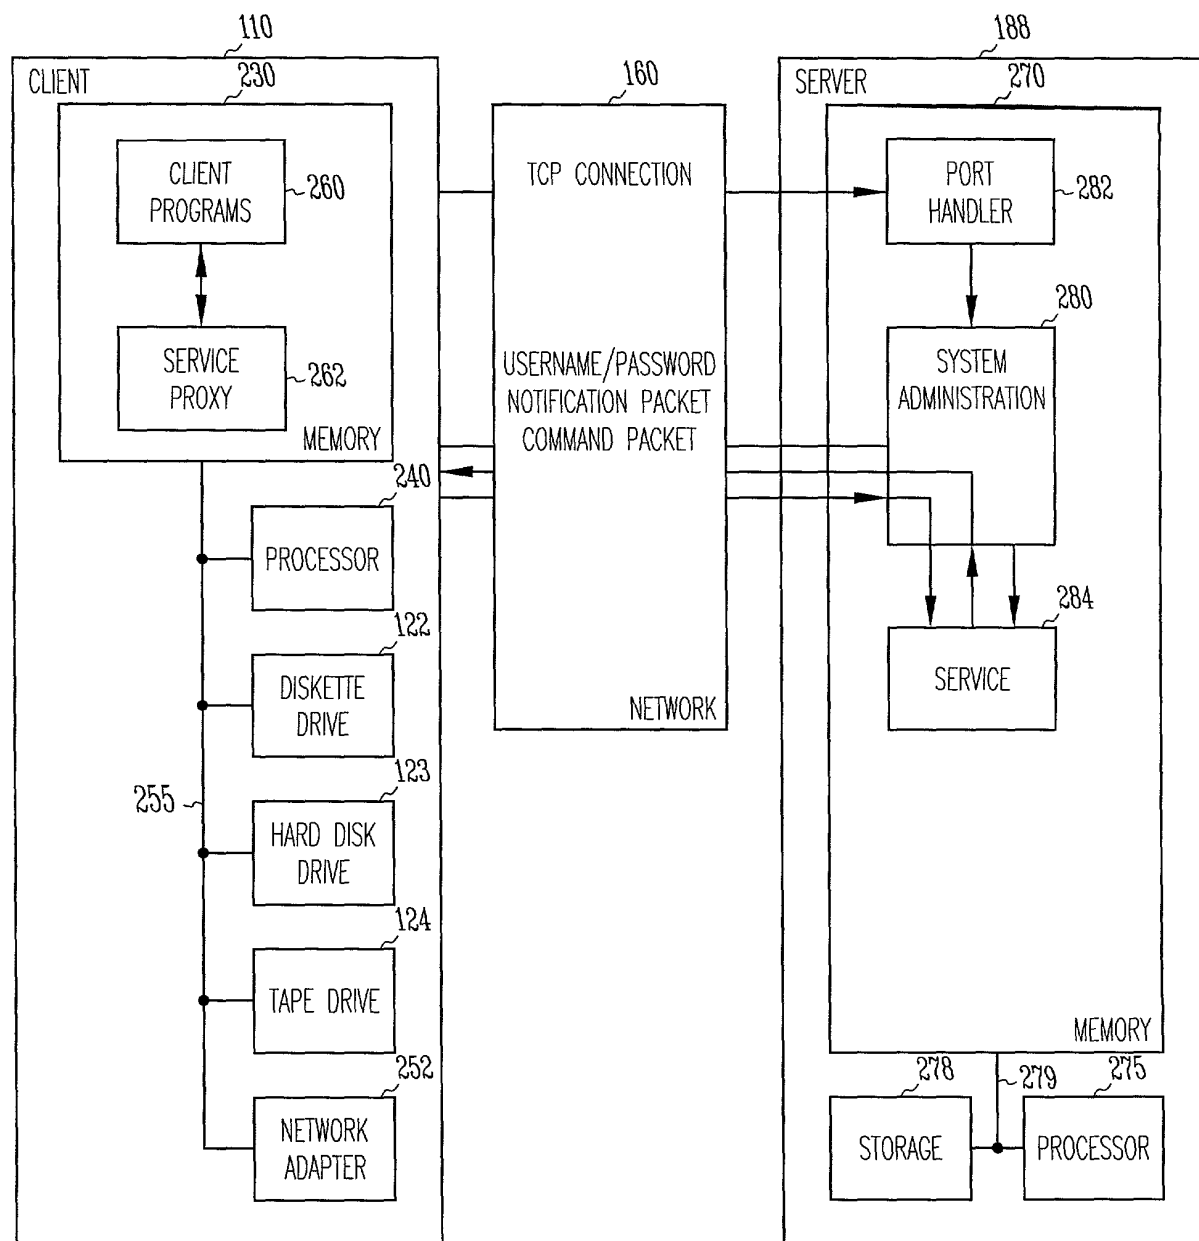 110
CLIENT
230
CLIENT
PROGRAMS
260
SERVICE
PROXY
262
MEMORY
240
PROCESSOR
122
DISKETTE
DRIVE
255
123
HARD DISK
DRIVE
124
TAPE DRIVE
252
NETWORK
ADAPTER
160
TCP CONNECTION
USERNAME/PASSWORD
NOTIFICATION PACKET
COMMAND PACKET
NETWORK
188
SERVER
270
PORT
HANDLER
282
280
SYSTEM
ADMINISTRATION
284
SERVICE
MEMORY
278
279
275
STORAGE
PROCESSOR